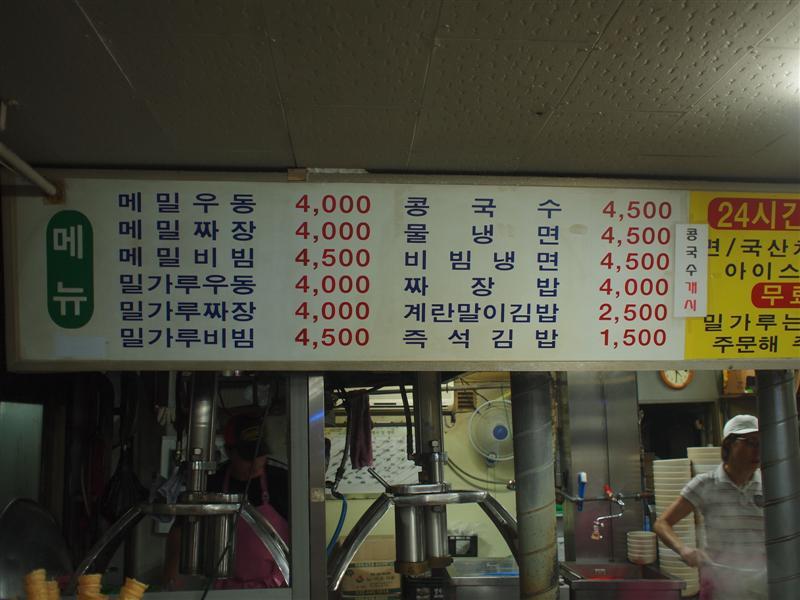 메뉴
메밀우동 4,000
메밀짜장 4,000
메밀비빔 4,500
밀가루우동 4,000
밀가루짜장 4,000
밀가루비빔 4,500
콩국수 4,500
물냉면 4,500
비빔냉면 4,500
짜장밥 4,000
계란말이김밥 2,500
즉석김밥 1,500
콩국수개시
24시간
면/국산
아이스
무료
밀가루는
주문해